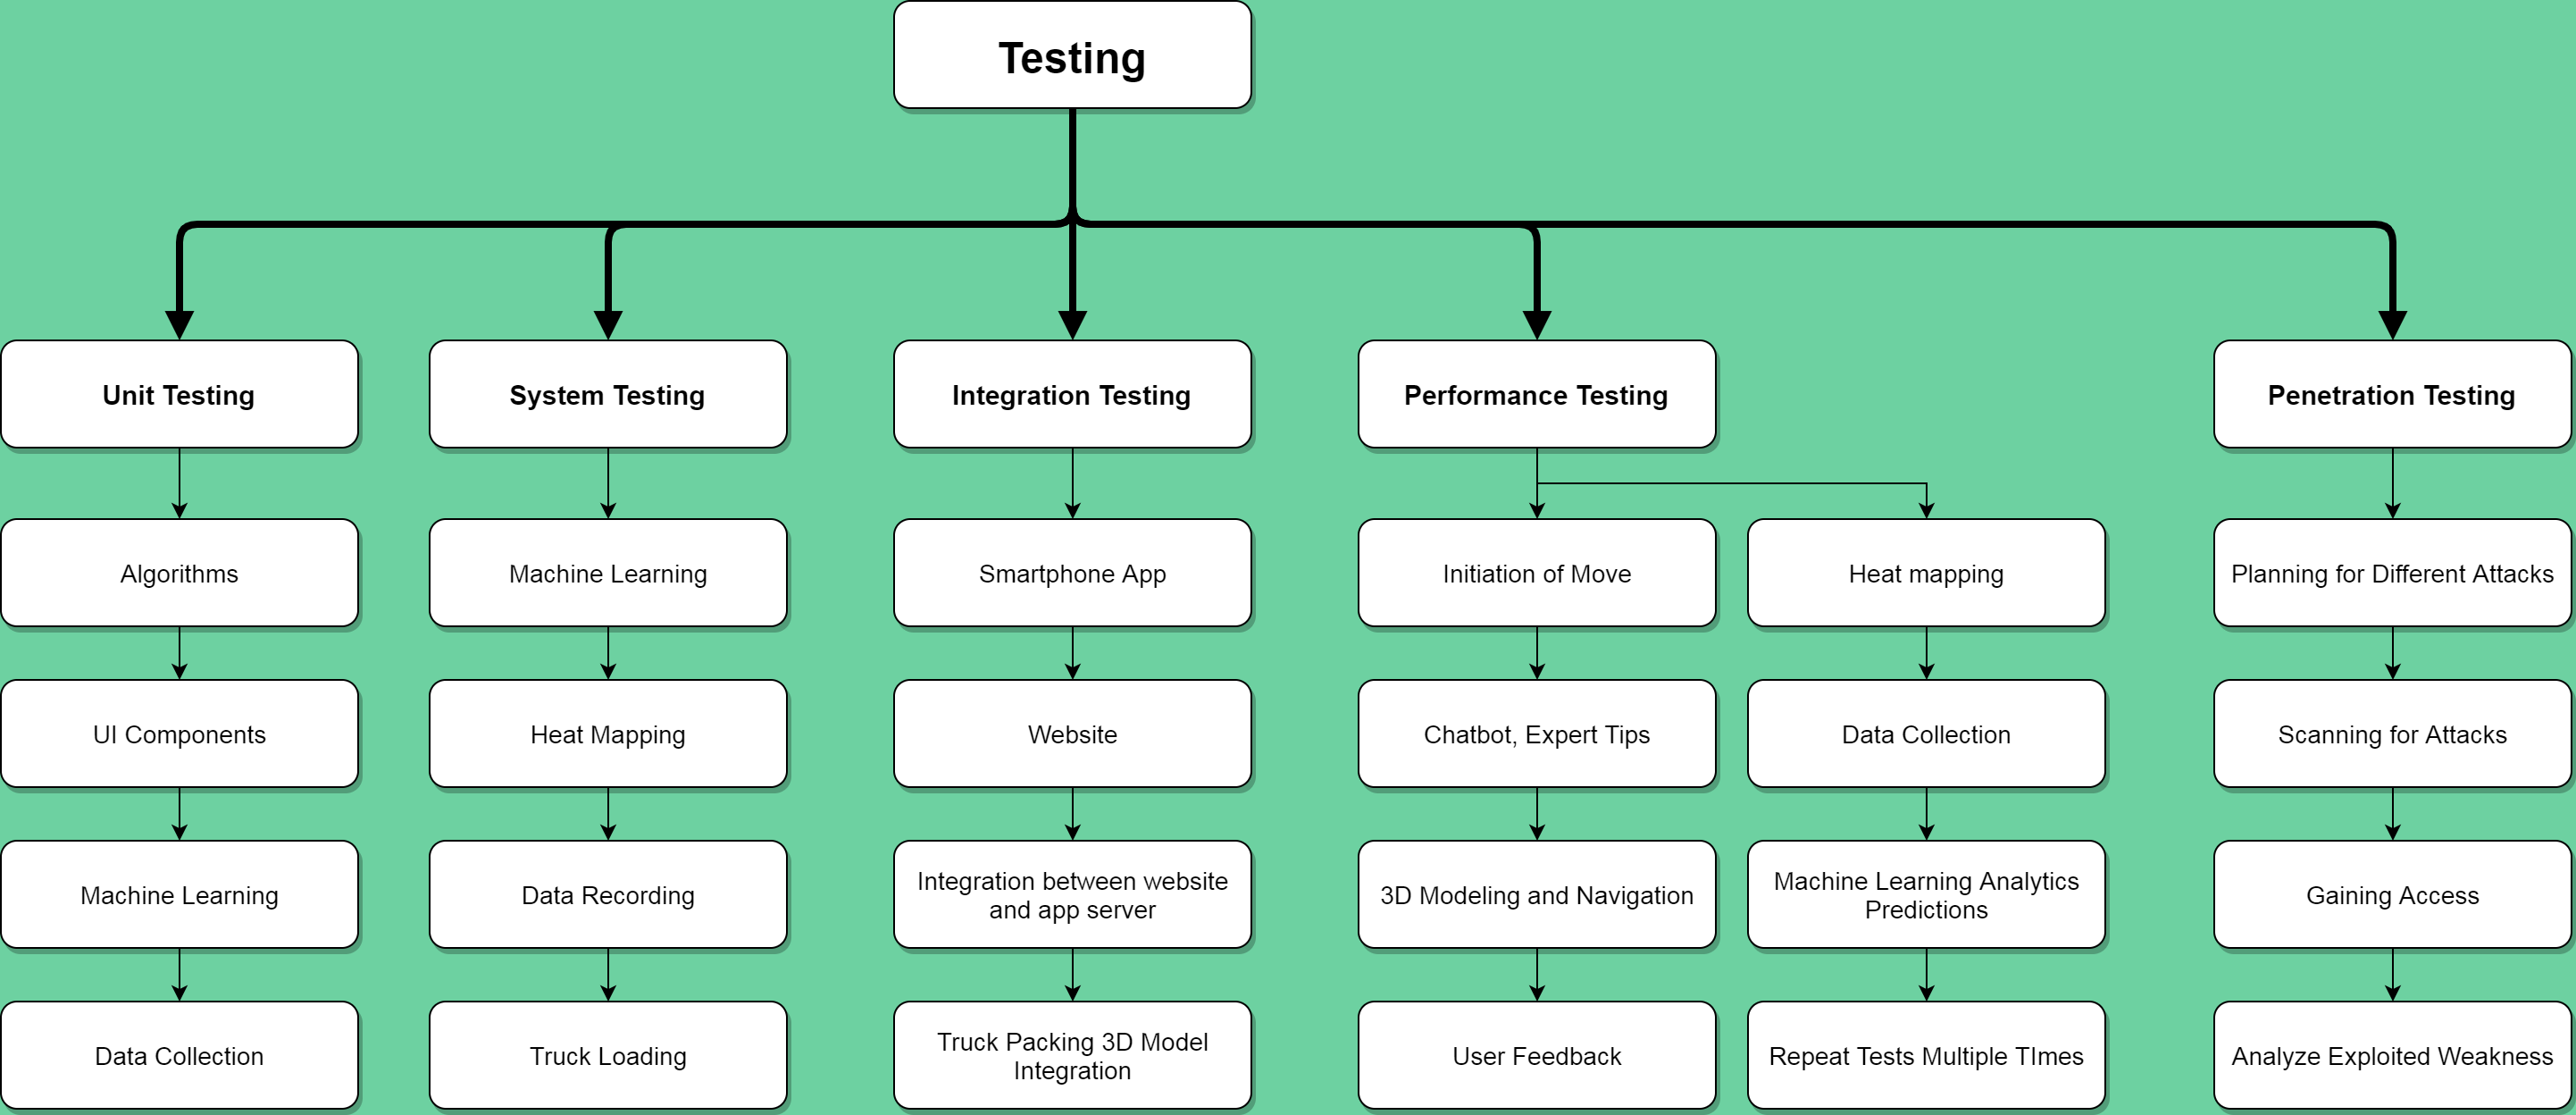 Testing
Unit Testing
System Testing
Integration Testing
Performance Testing
Penetration Testing
Algorithms
Machine Learning
Smartphone App
Initiation of Move
Heat mapping
Planning for Different Attacks
UI Components
Heat Mapping
Website
Chatbot, Expert Tips
Data Collection
Scanning for Attacks
Machine Learning
Data Recording
Integration between website
and app server
3D Modeling and Navigation
Machine Learning Analytics
Predictions
Gaining Access
Data Collection
Truck Loading
Truck Packing 3D Model
Integration
User Feedback
Repeat Tests Multiple TImes
Analyze Exploited Weakness